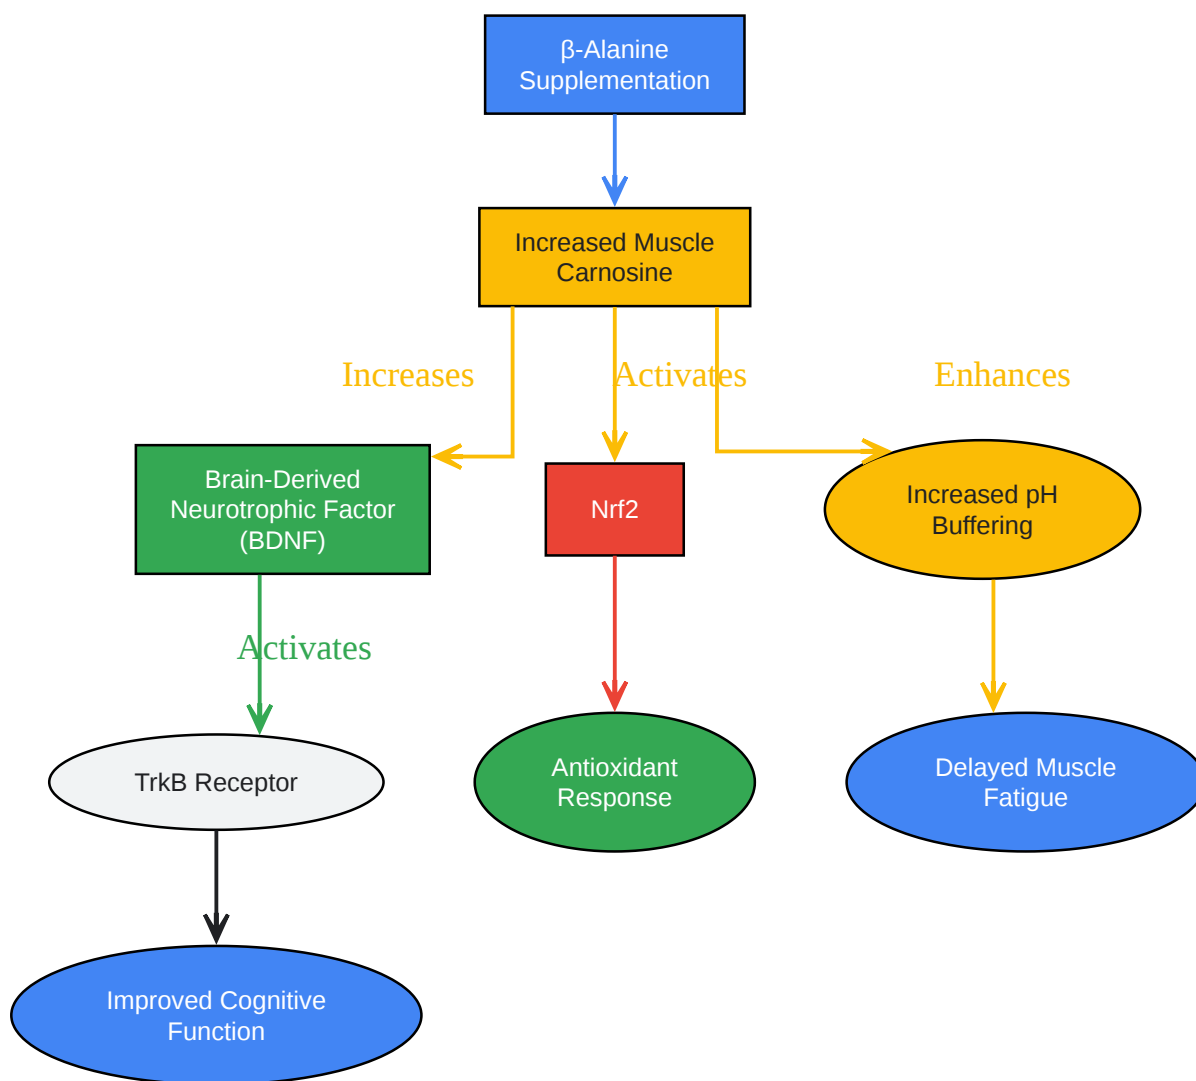 β-Alanine
Supplementation
Increased Muscle
Carnosine
Increases
Activates
Enhances
Brain-Derived
Neurotrophic Factor
(BDNF)
Nrf2
Increased pH
Buffering
Activates
TrkB Receptor
Antioxidant
Response
Delayed Muscle
Fatigue
Improved Cognitive
Function